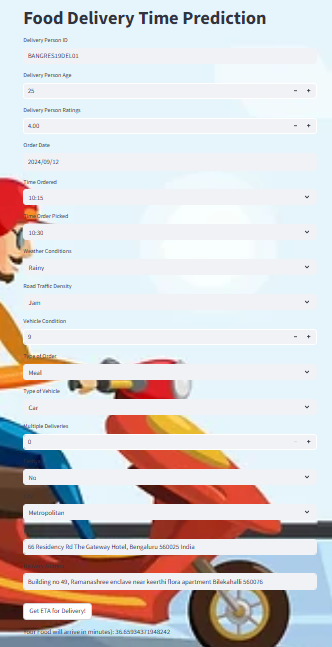 Food Delivery Time Prediction
Delivery Person ID
BANGRES19DEL01
Delivery Person Age
25
Delivery Person Ratings
4.00
Order Date
2024/09/12
Time Ordered
10:15
Time Order Picked
10:30
Weather Conditions
Rainy
Road Traffic Density
Jam
Vehicle Condition
9
Type of Order
Meal
Type of Vehicle
Car
Multiple Deliveries
0
No
Metropolitan
66 Residency Rd The Gateway Hotel, Bengaluru 560025 India
Building no 49, Ramanashree enclave near keerthi flora apartment Bilekahalli 560076
Get ETA for Delivery!
Your Food will arrive in minutes): 36.65934371948242